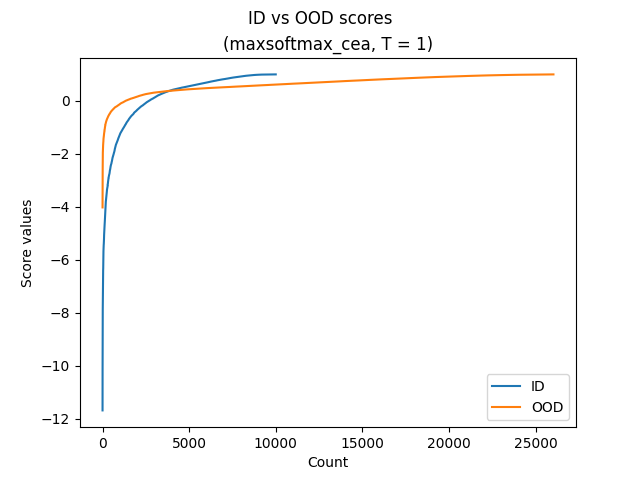 ID vs OOD scores
(maxsoftmax_cea, T = 1)
Score values
0
−2
−4
−6
−8
−10
−12
0
5000
10000
15000
20000
25000
Count
ID
OOD